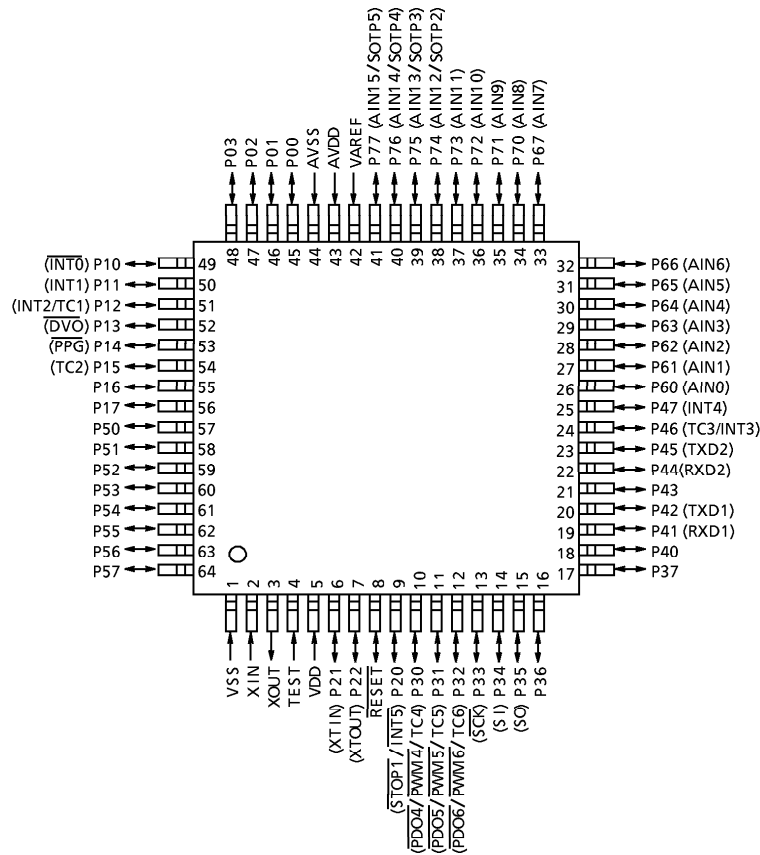 P03
P02
P01
P00
AVSS
AVDD
VAREF
P77 (AIN15/SOTP5)
P76 (AIN14/SOTP4)
P75 (AIN13/SOTP3)
P74 (AIN12/SOTP2)
P73 (AIN11)
P72 (AIN10)
P71 (AIN9)
P70 (AIN8)
P67 (AIN7)
48 47 46 45 44 43 42 41 40 39 38 37 36 35 34 33
(INT0) P10 49
(INT1) P11 50
(INT2/TC1) P12 51
(DVO) P13 52
(PPG) P14 53
(TC2) P15 54
P16 55
P17 56
P50 57
P51 58
P52 59
P53 60
P54 61
P55 62
P56 63
P57 64
32 P66 (AIN6)
31 P65 (AIN5)
30 P64 (AIN4)
29 P63 (AIN3)
28 P62 (AIN2)
27 P61 (AIN1)
26 P60 (AIN0)
25 P47 (INT4)
24 P46 (TC3/INT3)
23 P45 (TXD2)
22 P44(RXD2)
21 P43
20 P42 (TXD1)
19 P41 (RXD1)
18 P40
17 P37
1 2 3 4 5 6 7 8 9 10 11 12 13 14 15 16
VSS
XIN
XOUT
TEST
VDD
(XTIN) P21
(XTOUT) P22
RESET
(STOP1/INT5) P20
(PDO4/PWM4/TC4) P30
(PDO5/PWM5/TC5) P31
(PDO6/PWM6/TC6) P32
(SCK) P33
(SI) P34
(SO) P35
P36